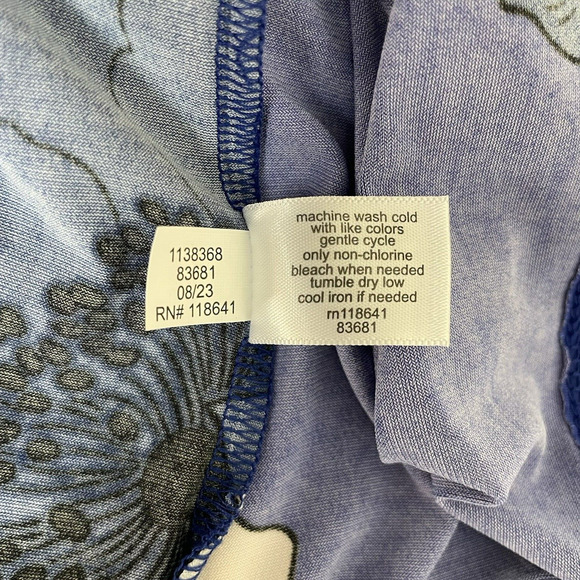 1138368
83681
08/23
RN# 118641
machine wash cold
with like colors
gentle cycle
only non-chlorine
bleach when needed
tumble dry low
cool iron if needed
rn118641
83681